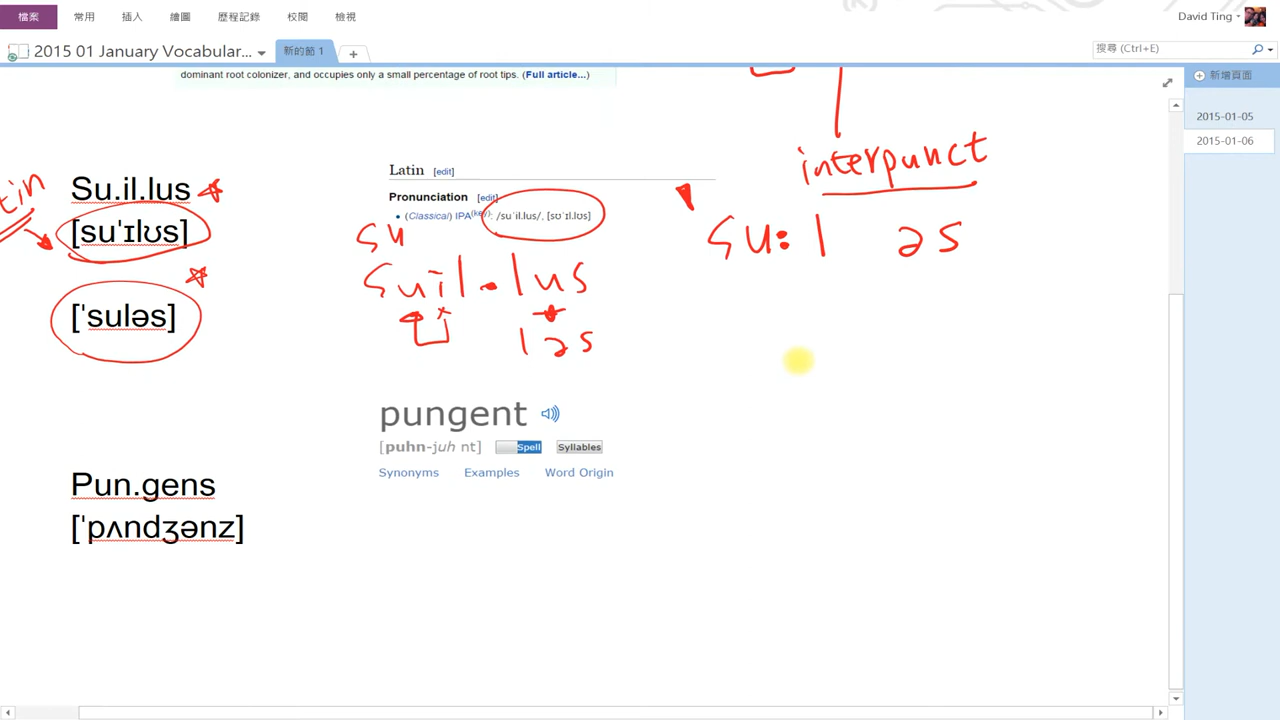 檔案 常用 插入 繪圖 歷程記錄 校閱 檢視 David Ting
2015 01 January Vocabular... 新的節 1 搜尋 (Ctrl+E)
dominant root colonizer, and occupies only a small percentage of root tips. (Full article...)
新增頁面
2015-01-05
2015-01-06
interpunct
Latin [edit]
Pronunciation [edit]
(Classical) IPA(key): /suˈil.lus/, [sʊˈɪl.lʊs]
Su.il.lus
[suˈɪlʊs]
[ˈsuləs]
su
suil.lus
ləs
su:l əs
pungent
[puhn-juh nt] Spell Syllables
Synonyms Examples Word Origin
Pun.gens
[ˈpʌndʒənz]